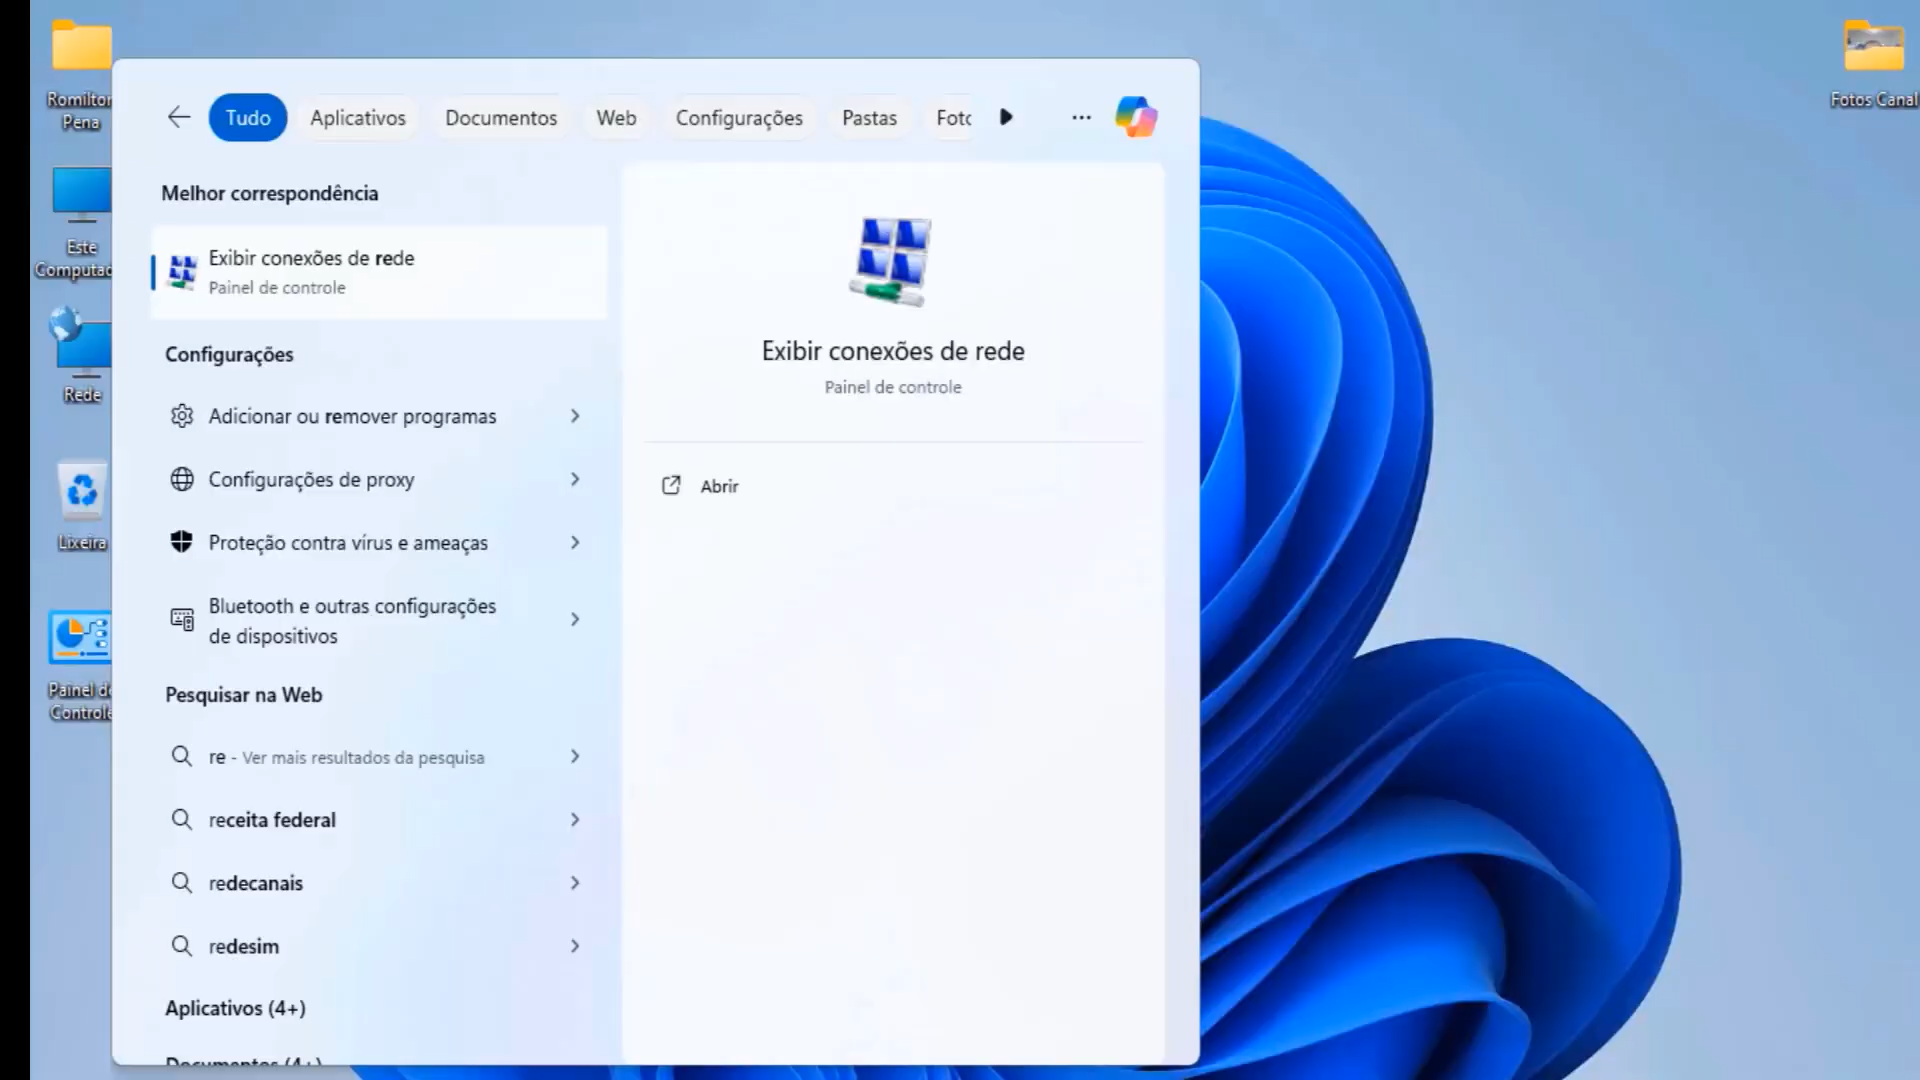 Romilton
Pena
Este
Computad
Rede
Lixeira
Painel de
Controle
Fotos Canal
Tudo
Aplicativos
Documentos
Web
Configurações
Pastas
Foto
Melhor correspondência
Exibir conexões de rede
Painel de controle
Configurações
Adicionar ou remover programas
Configurações de proxy
Proteção contra vírus e ameaças
Bluetooth e outras configurações
de dispositivos
Pesquisar na Web
re - Ver mais resultados da pesquisa
receita federal
redecanais
redesim
Aplicativos (4+)
Documentos (4+)
Exibir conexões de rede
Painel de controle
Abrir